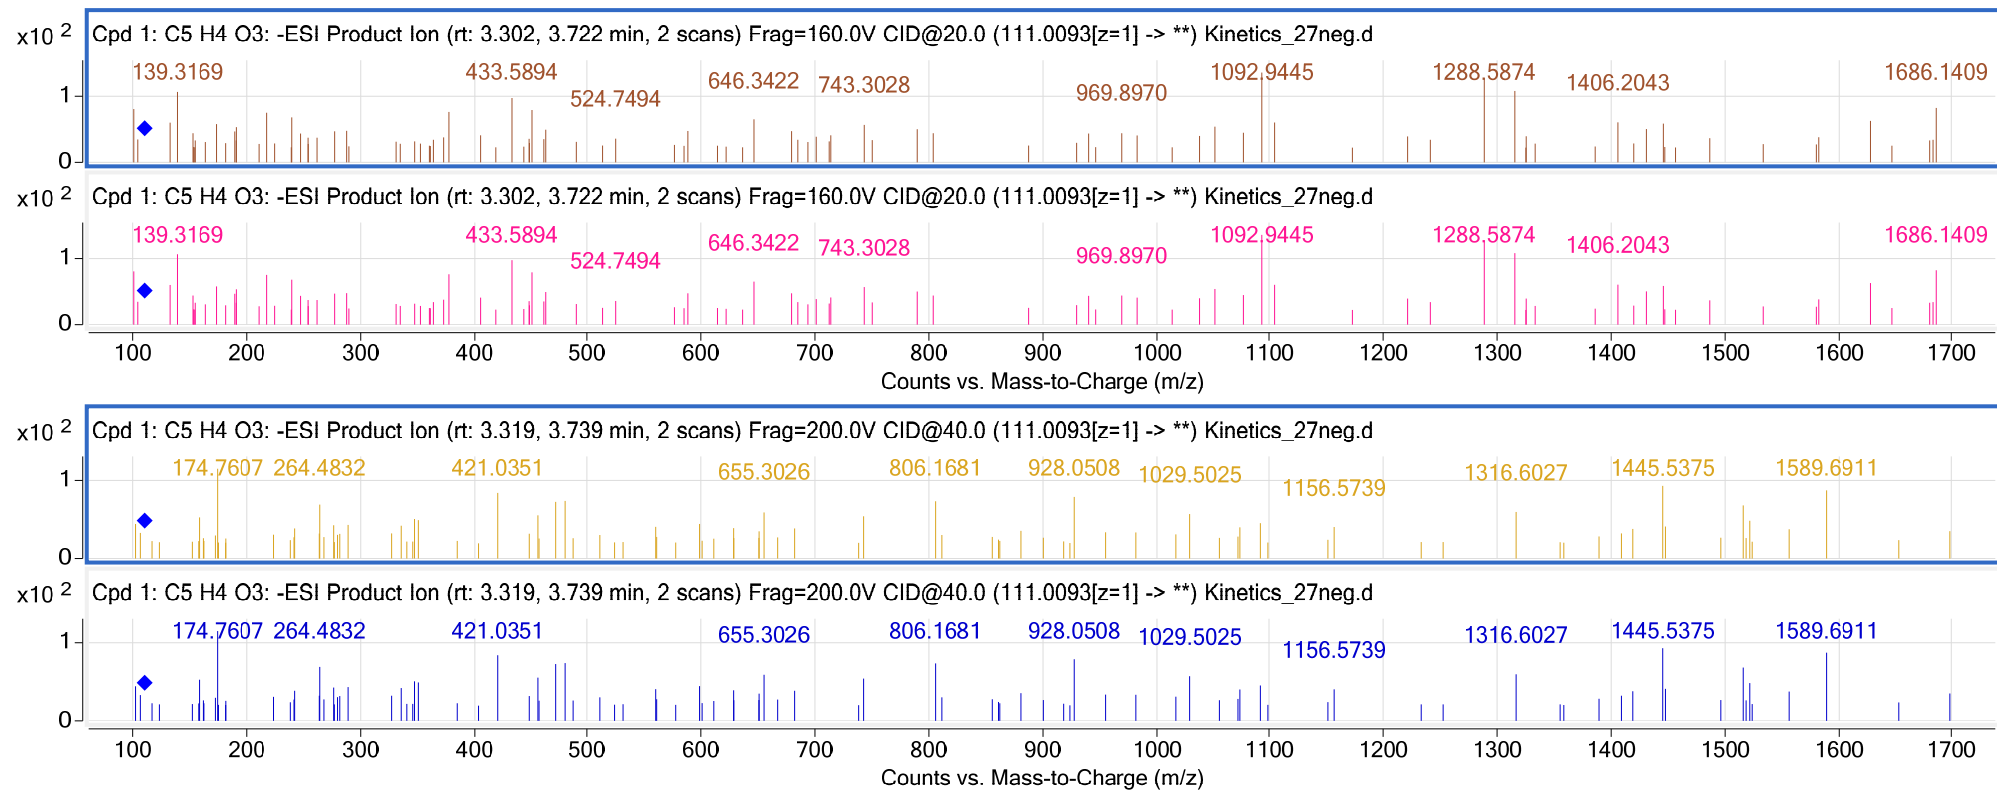 x10 2
Cpd 1: C5 H4 O3: -ESI Product Ion (rt: 3.302, 3.722 min, 2 scans) Frag=160.0V CID@20.0 (111.0093[z=1] -> **) Kinetics_27neg.d
139.3169 433.5894 524.7494 646.3422 743.3028 969.8970 1092.9445 1288.5874 1406.2043 1686.1409
1
0
x10 2
Cpd 1: C5 H4 O3: -ESI Product Ion (rt: 3.302, 3.722 min, 2 scans) Frag=160.0V CID@20.0 (111.0093[z=1] -> **) Kinetics_27neg.d
139.3169 433.5894 524.7494 646.3422 743.3028 969.8970 1092.9445 1288.5874 1406.2043 1686.1409
1
0
100 200 300 400 500 600 700 800 900 1000 1100 1200 1300 1400 1500 1600 1700
Counts vs. Mass-to-Charge (m/z)
x10 2
Cpd 1: C5 H4 O3: -ESI Product Ion (rt: 3.319, 3.739 min, 2 scans) Frag=200.0V CID@40.0 (111.0093[z=1] -> **) Kinetics_27neg.d
174.7607 264.4832 421.0351 655.3026 806.1681 928.0508 1029.5025 1156.5739 1316.6027 1445.5375 1589.6911
1
0
x10 2
Cpd 1: C5 H4 O3: -ESI Product Ion (rt: 3.319, 3.739 min, 2 scans) Frag=200.0V CID@40.0 (111.0093[z=1] -> **) Kinetics_27neg.d
174.7607 264.4832 421.0351 655.3026 806.1681 928.0508 1029.5025 1156.5739 1316.6027 1445.5375 1589.6911
1
0
100 200 300 400 500 600 700 800 900 1000 1100 1200 1300 1400 1500 1600 1700
Counts vs. Mass-to-Charge (m/z)